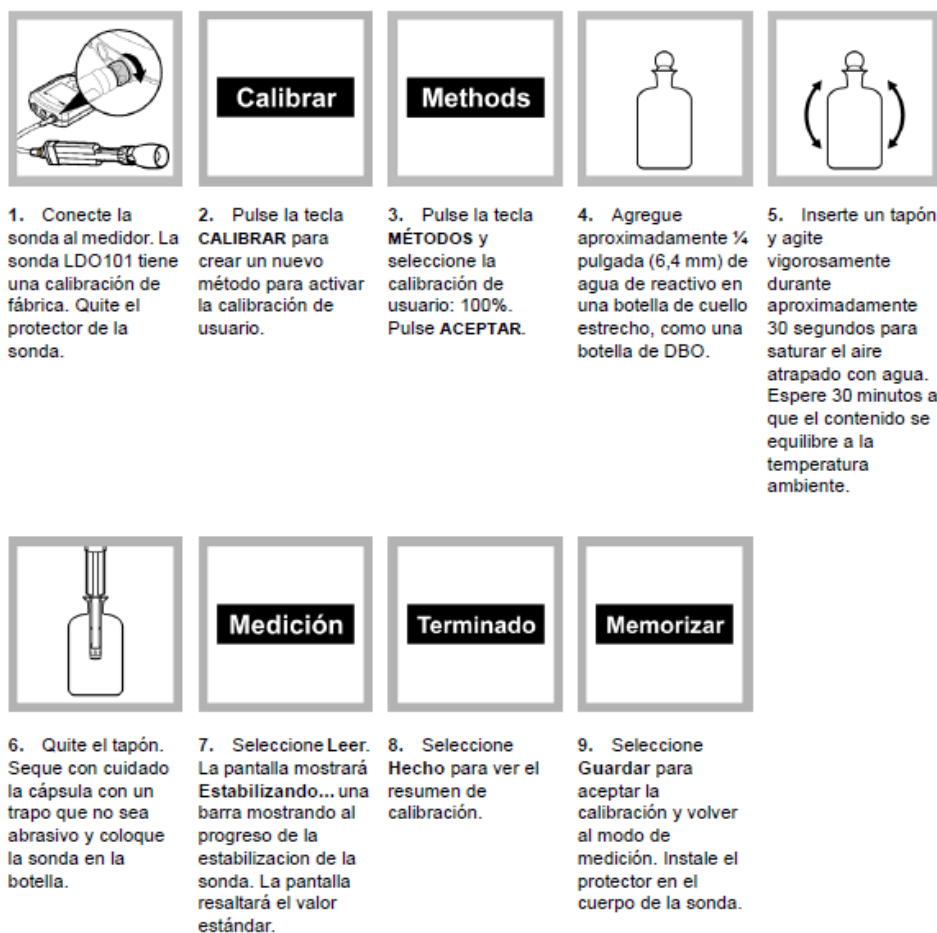 Calibrar
Methods
1. Conecte la
sonda al medidor. La
sonda LDO101 tiene
una calibración de
fábrica. Quite el
protector de la
sonda.
2. Pulse la tecla
CALIBRAR para
crear un nuevo
método para activar
la calibración de
usuario.
3. Pulse la tecla
MÉTODOS y
seleccione la
calibración de
usuario: 100%.
Pulse ACEPTAR.
4. Agregue
aproximadamente ¼
pulgada (6,4 mm) de
agua de reactivo en
una botella de cuello
estrecho, como una
botella de DBO.
5. Inserte un tapón
y agite
vigorosamente
durante
aproximadamente
30 segundos para
saturar el aire
atrapado con agua.
Espere 30 minutos a
que el contenido se
equilibre a la
temperatura
ambiente.
Medición
Terminado
Memorizar
6. Quite el tapón.
Seque con cuidado
la cápsula con un
trapo que no sea
abrasivo y coloque
la sonda en la
botella.
7. Seleccione Leer.
La pantalla mostrará
Estabilizando... una
barra mostrando al
progreso de la
estabilizacion de la
sonda. La pantalla
resaltará el valor
estándar.
8. Seleccione
Hecho para ver el
resumen de
calibración.
9. Seleccione
Guardar para
aceptar la
calibración y volver
al modo de
medición. Instale el
protector en el
cuerpo de la sonda.